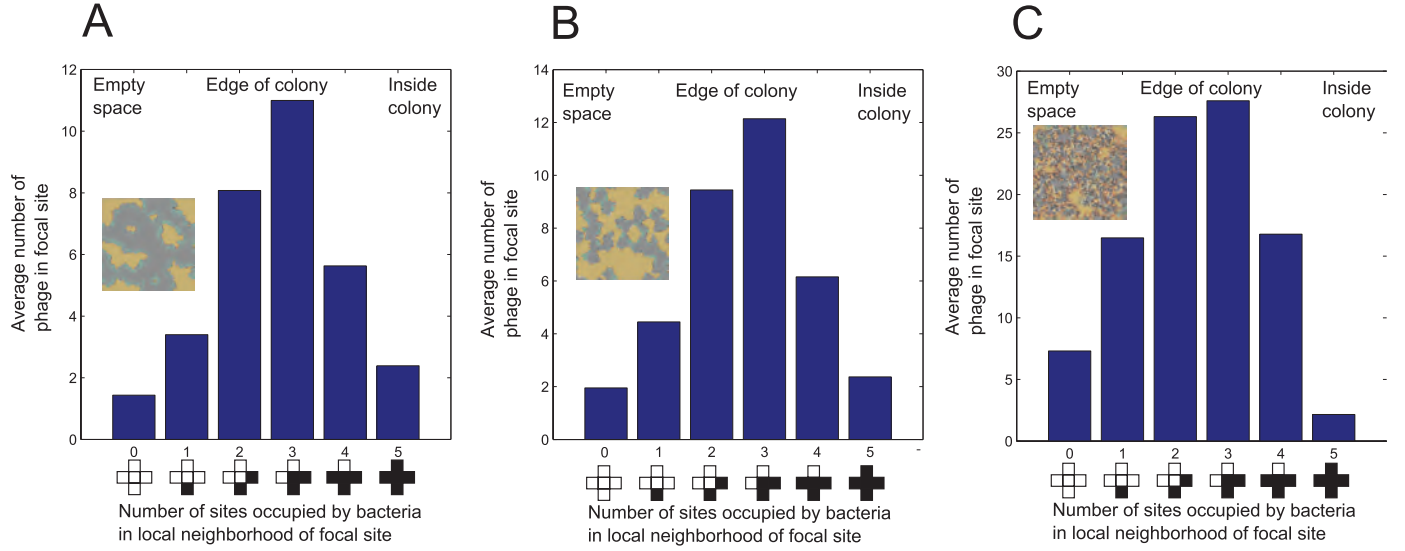 A
12
10
8
6
4
2
0
Empty
space
Edge of colony
Inside
colony
Average number of
phage in focal site
0 1 2 3 4 5
Number of sites occupied by bacteria
in local neighborhood of focal site
B
14
12
10
8
6
4
2
0
Empty
space
Edge of colony
Inside
colony
Average number of
phage in focal site
0 1 2 3 4 5
Number of sites occupied by bacteria
in local neighborhood of focal site
C
30
25
20
15
10
5
0
Empty
space
Edge of colony
Inside
colony
Average number of
phage in focal site
0 1 2 3 4 5
Number of sites occupied by bacteria
in local neighborhood of focal site